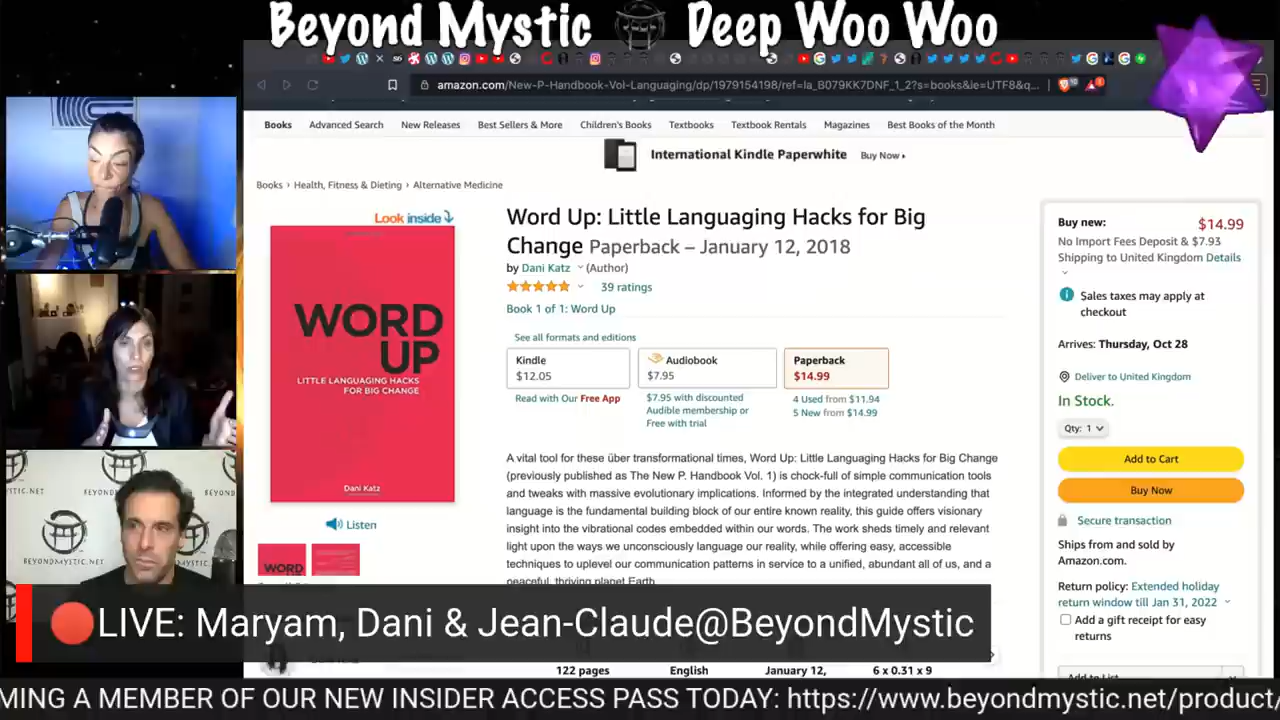 Beyond Mystic Deep Woo Woo
amazon.com/New-P-Handbook-Vol-Languaging/dp/1979154198/ref=la_B079KK7DNF_1_2?s=books&ie=UTF8&q...
Books Advanced Search New Releases Best Sellers & More Children's Books Textbooks Textbook Rentals Magazines Best Books of the Month
International Kindle Paperwhite Buy Now
Books › Health, Fitness & Dieting › Alternative Medicine
Look inside
WORD
UP
LITTLE LANGUAGING HACKS
FOR BIG CHANGE
Dani Katz
Listen
WORD
Word Up: Little Languaging Hacks for Big
Change Paperback – January 12, 2018
by Dani Katz (Author)
39 ratings
Book 1 of 1: Word Up
See all formats and editions
Kindle
$12.05
Read with Our Free App
Audiobook
$7.95
$7.95 with discounted
Audible membership or
Free with trial
Paperback
$14.99
4 Used from $11.94
5 New from $14.99
A vital tool for these über transformational times, Word Up: Little Languaging Hacks for Big Change
(previously published as The New P. Handbook Vol. 1) is chock-full of simple communication tools
and tweaks with massive evolutionary implications. Informed by the integrated understanding that
language is the fundamental building block of our entire known reality, this guide offers visionary
insight into the vibrational codes embedded within our words. The work sheds timely and relevant
light upon the ways we unconsciously language our reality, while offering easy, accessible
techniques to uplevel our communication patterns in service to a unified, abundant all of us, and a
peaceful, thriving planet Earth.
122 pages English January 12, 6 x 0.31 x 9
Buy new: $14.99
No Import Fees Deposit & $7.93
Shipping to United Kingdom Details
Sales taxes may apply at
checkout
Arrives: Thursday, Oct 28
Deliver to United Kingdom
In Stock.
Qty: 1
Add to Cart
Buy Now
Secure transaction
Ships from and sold by
Amazon.com.
Return policy: Extended holiday
return window till Jan 31, 2022
Add a gift receipt for easy
returns
Add to List
BEYONDMYSTIC.NET
LIVE: Maryam, Dani & Jean-Claude@BeyondMystic
MING A MEMBER OF OUR NEW INSIDER ACCESS PASS TODAY: https://www.beyondmystic.net/product/